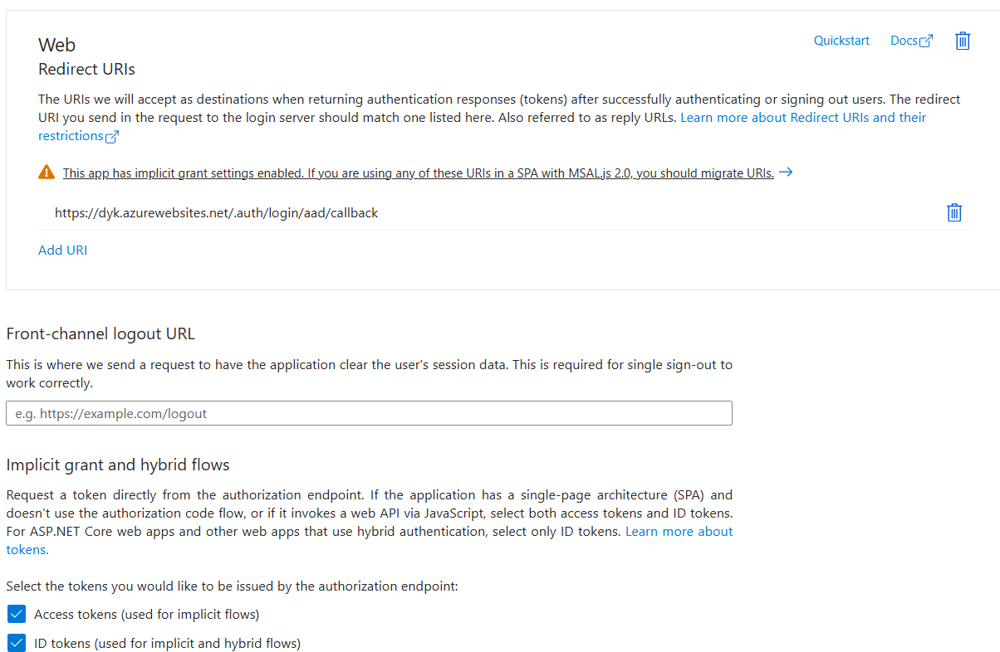 Web
Quickstart
Docs
Redirect URIs
The URIs we will accept as destinations when returning authentication responses (tokens) after successfully authenticating or signing out users. The redirect
URI you send in the request to the login server should match one listed here. Also referred to as reply URLs. Learn more about Redirect URIs and their
restrictions
This app has implicit grant settings enabled. If you are using any of these URIs in a SPA with MSAL.js 2.0, you should migrate URIs.
https://dyk.azurewebsites.net/.auth/login/aad/callback
Add URI
Front-channel logout URL
This is where we send a request to have the application clear the user's session data. This is required for single sign-out to
work correctly.
e.g. https://example.com/logout
Implicit grant and hybrid flows
Request a token directly from the authorization endpoint. If the application has a single-page architecture (SPA) and
doesn't use the authorization code flow, or if it invokes a web API via JavaScript, select both access tokens and ID tokens.
For ASP.NET Core web apps and other web apps that use hybrid authentication, select only ID tokens. Learn more about
tokens.
Select the tokens you would like to be issued by the authorization endpoint:
Access tokens (used for implicit flows)
ID tokens (used for implicit and hybrid flows)